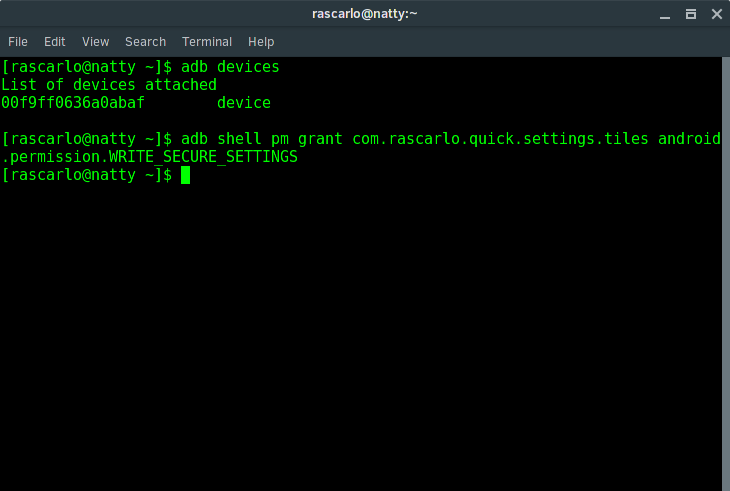 rascarlo@natty:~
File Edit View Search Terminal Help
[rascarlo@natty ~]$ adb devices
List of devices attached
00f9ff0636a0abaf        device
[rascarlo@natty ~]$ adb shell pm grant com.rascarlo.quick.settings.tiles android
.permission.WRITE_SECURE_SETTINGS
[rascarlo@natty ~]$